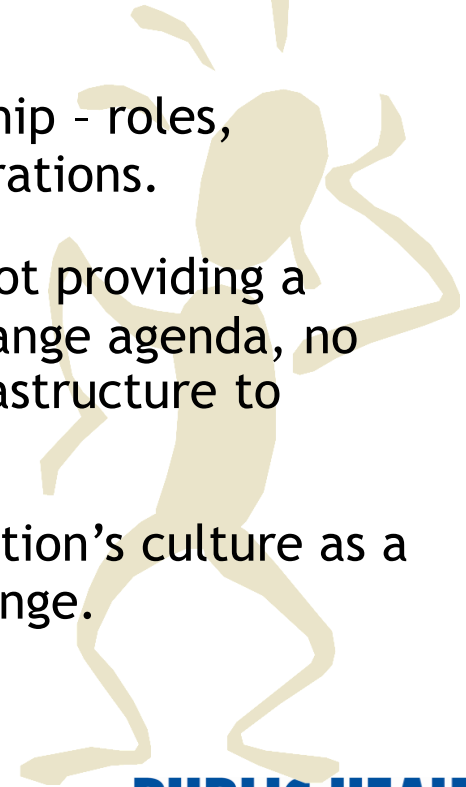 hip – roles,
rations.
ot providing a
ange agenda, no
astructure to
tion’s culture as a
nge.